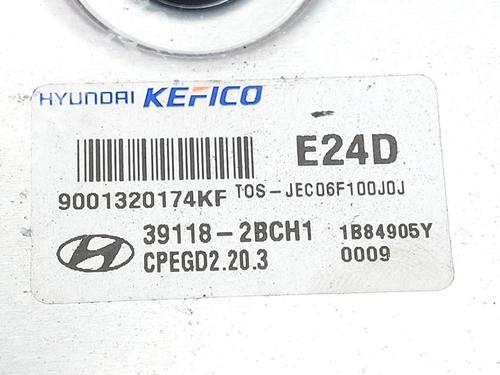 HYUNDAI KEFICO
E24D
9001320174KF TOS-JEC06F100J0J
39118-2BCH1 1B84905Y
CPEGD2.20.3 0009